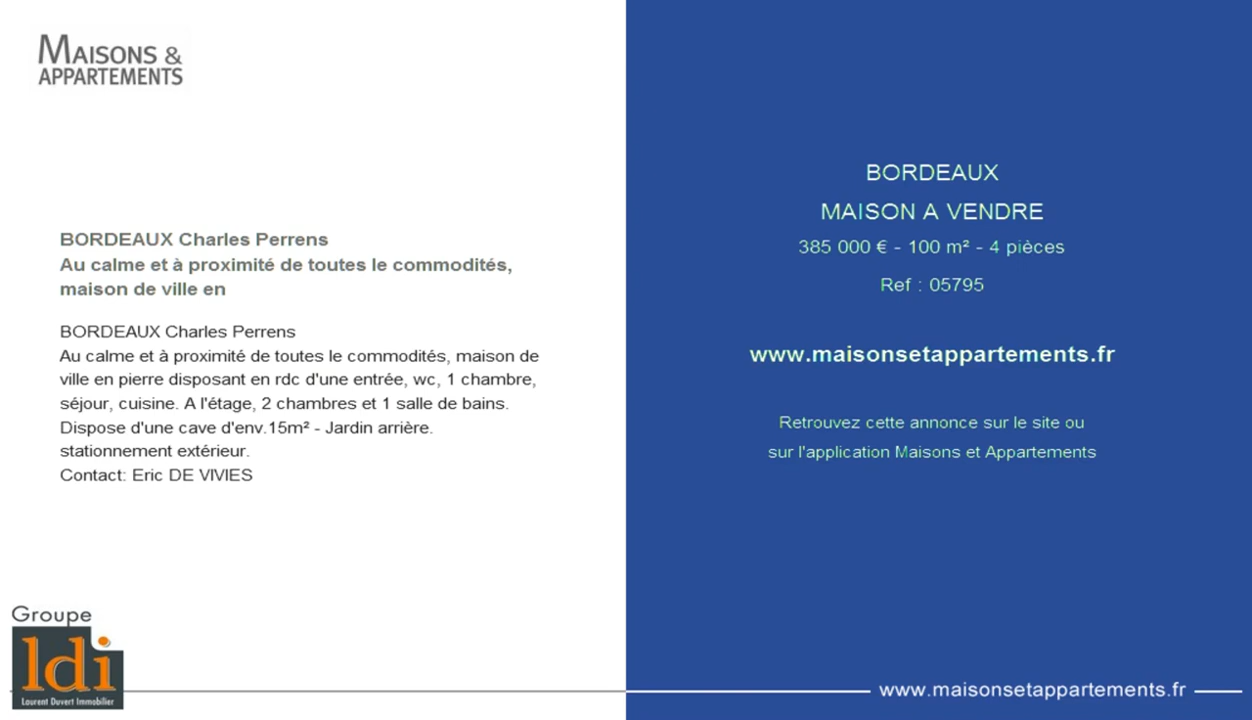 MAISONS &
APPARTEMENTS
BORDEAUX Charles Perrens
Au calme et à proximité de toutes le commodités,
maison de ville en
BORDEAUX Charles Perrens
Au calme et à proximité de toutes le commodités, maison de
ville en pierre disposant en rdc d'une entrée, wc, 1 chambre,
séjour, cuisine. A l'étage, 2 chambres et 1 salle de bains.
Dispose d'une cave d'env.15m² - Jardin arrière.
stationnement extérieur.
Contact: Eric DE VIVIES
Groupe
ldi
Laurent Duvert Immobilier
BORDEAUX
MAISON A VENDRE
385 000 € - 100 m² - 4 pièces
Ref : 05795
www.maisonsetappartements.fr
Retrouvez cette annonce sur le site ou
sur l'application Maisons et Appartements
www.maisonsetappartements.fr